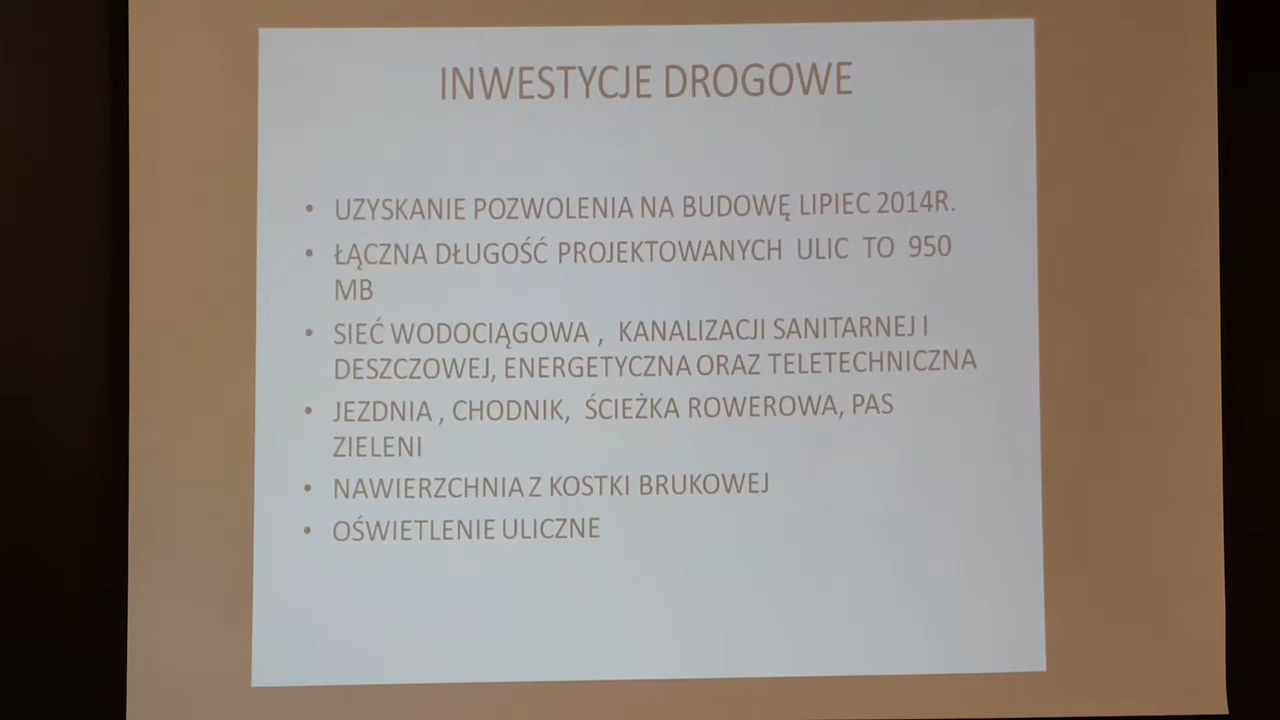 INWESTYCJE DROGOWE
• UZYSKANIE POZWOLENIA NA BUDOWĘ LIPIEC 2014R.
• ŁĄCZNA DŁUGOŚĆ PROJEKTOWANYCH ULIC TO 950
MB
• SIEĆ WODOCIĄGOWA , KANALIZACJI SANITARNEJ I
DESZCZOWEJ, ENERGETYCZNA ORAZ TELETECHNICZNA
• JEZDNIA , CHODNIK, ŚCIEŻKA ROWEROWA, PAS
ZIELENI
• NAWIERZCHNIA Z KOSTKI BRUKOWEJ
• OŚWIETLENIE ULICZNE